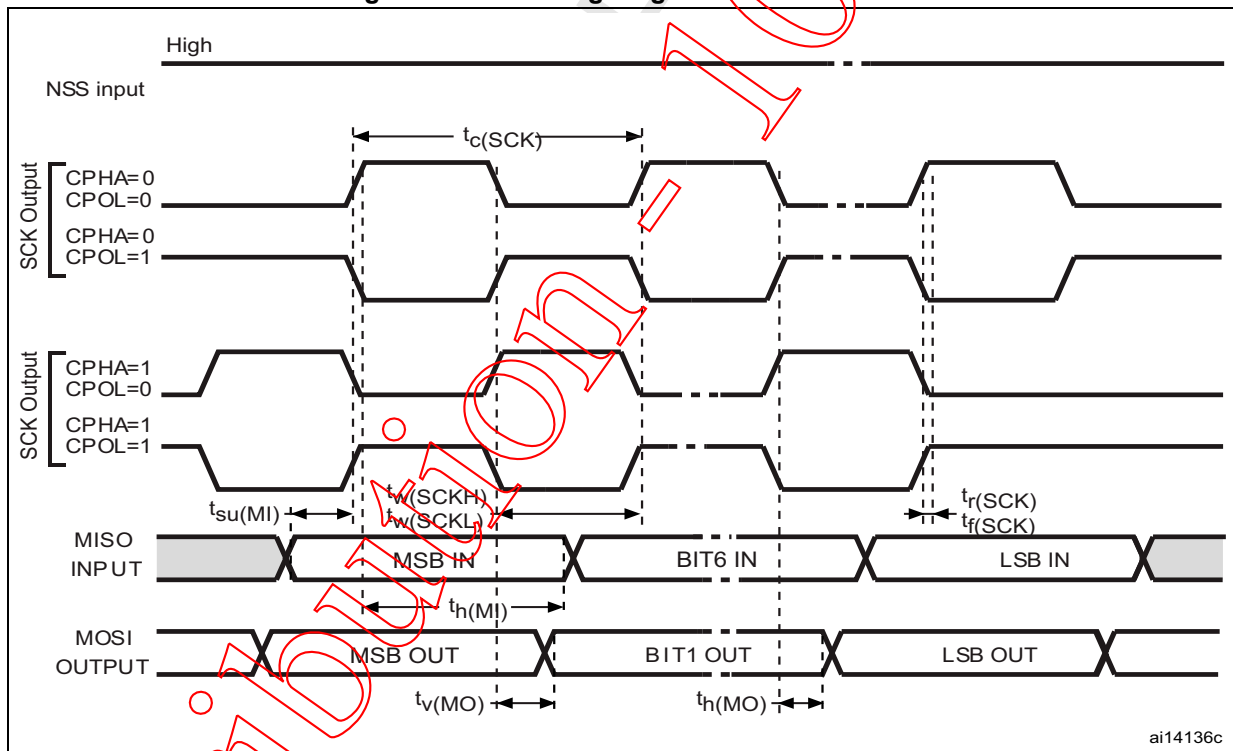 High
NSS input
tc(SCK)
SCK Output
CPHA=0
CPOL=0
CPHA=0
CPOL=1
SCK Output
CPHA=1
CPOL=0
CPHA=1
CPOL=1
tsu(MI)
tw(SCKH)
tw(SCKL)
tr(SCK)
tf(SCK)
MISO
INPUT
MSB IN
BIT6 IN
LSB IN
th(MI)
MOSI
OUTPUT
MSB OUT
BIT1 OUT
LSB OUT
tv(MO)
th(MO)
ai14136c